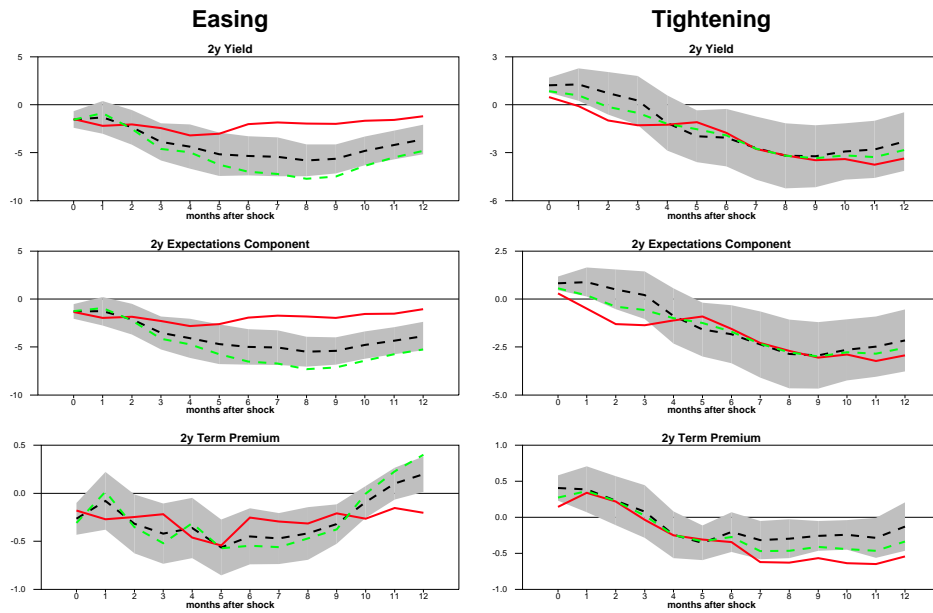 Easing
Tightening
2y Yield
5
0
-5
-10
0 1 2 3 4 5 6 7 8 9 10 11 12
months after shock
2y Yield
3
0
-3
-6
0 1 2 3 4 5 6 7 8 9 10 11 12
months after shock
2y Expectations Component
5
0
-5
-10
0 1 2 3 4 5 6 7 8 9 10 11 12
months after shock
2y Expectations Component
2.5
0.0
-2.5
-5.0
0 1 2 3 4 5 6 7 8 9 10 11 12
months after shock
2y Term Premium
0.5
0.0
-0.5
-1.0
0 1 2 3 4 5 6 7 8 9 10 11 12
months after shock
2y Term Premium
1.0
0.5
0.0
-0.5
-1.0
0 1 2 3 4 5 6 7 8 9 10 11 12
months after shock